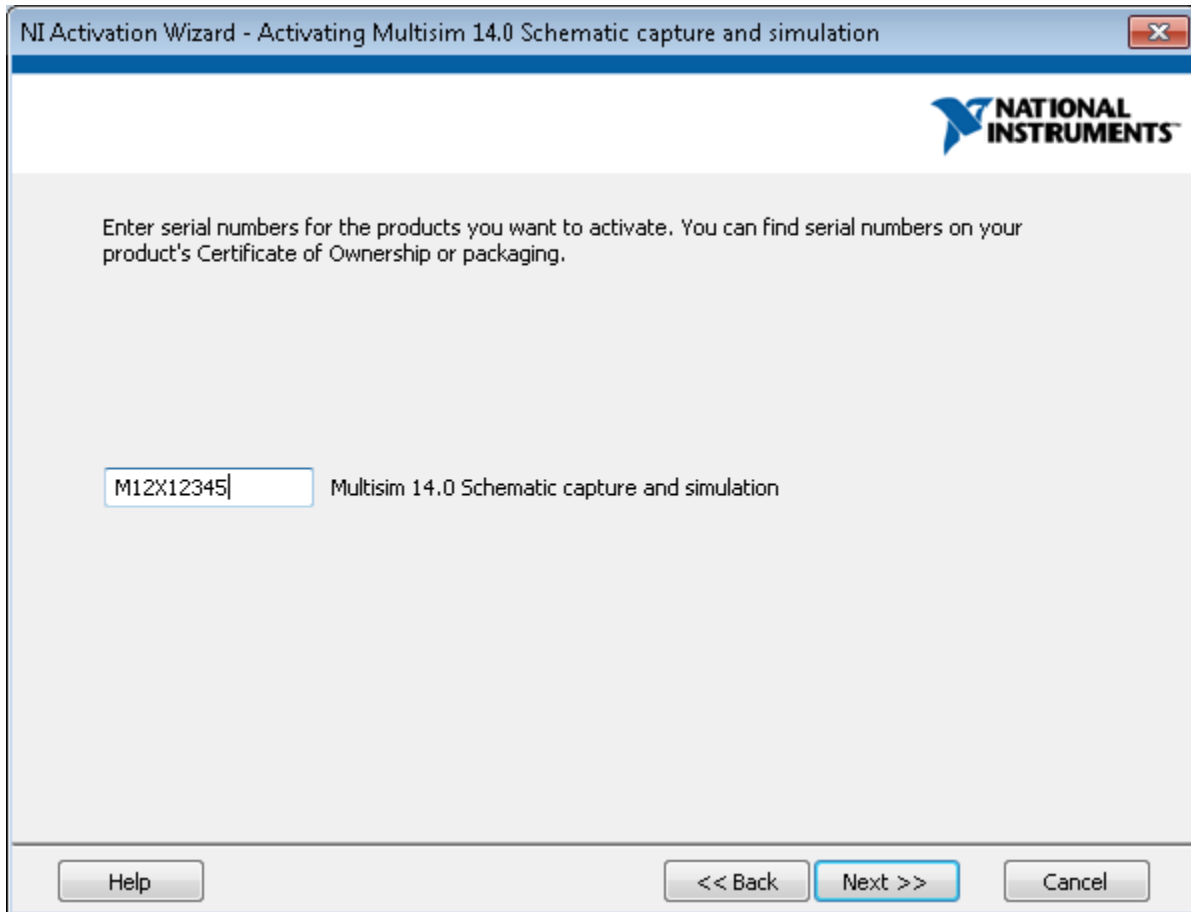 NI Activation Wizard - Activating Multisim 14.0 Schematic capture and simulation
NATIONAL
INSTRUMENTS™
Enter serial numbers for the products you want to activate. You can find serial numbers on your
product's Certificate of Ownership or packaging.
M12X12345 Multisim 14.0 Schematic capture and simulation
Help << Back Next >> Cancel